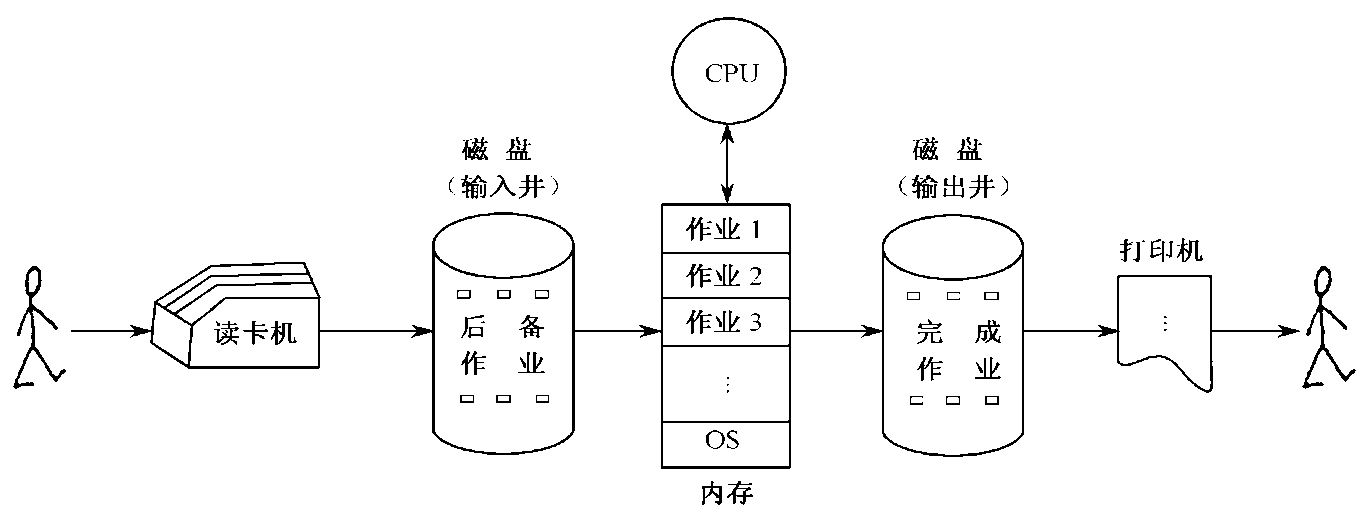 CPU
磁 盘
（输入井）
磁 盘
（输出井）
作业 1
作业 2
作业 3
⋮
OS
内存
读卡机
后 备
作 业
完 成
作 业
打印机
⋮